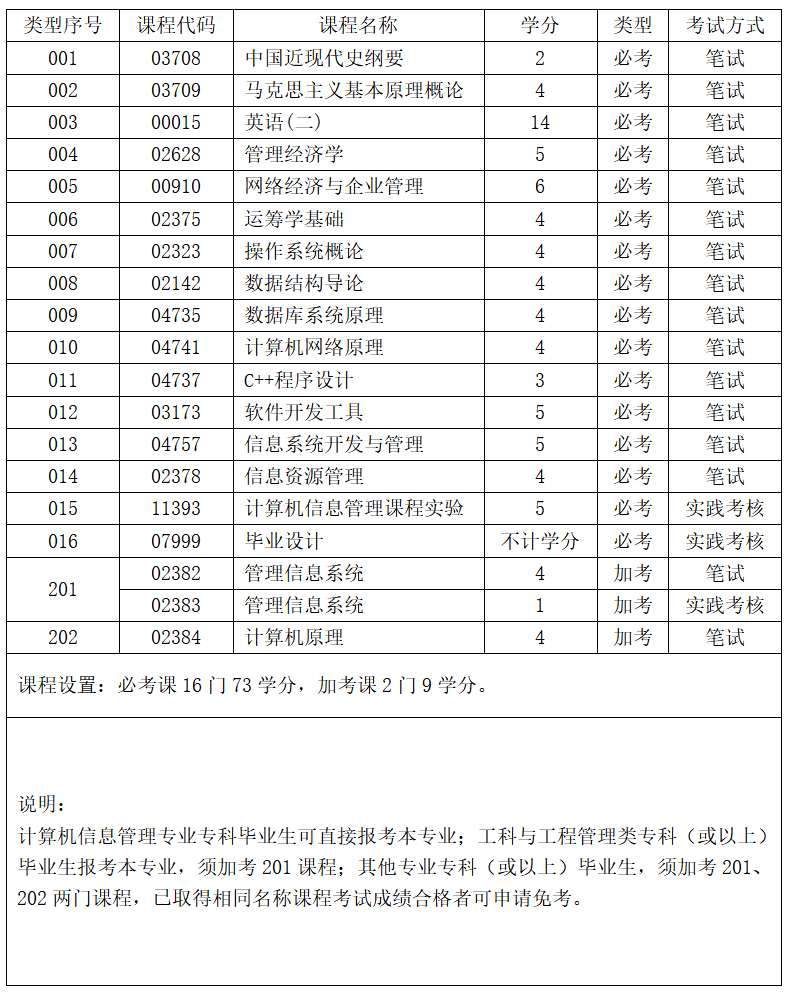 类型序号 课程代码 课程名称 学分 类型 考试方式
001 03708 中国近现代史纲要 2 必考 笔试
002 03709 马克思主义基本原理概论 4 必考 笔试
003 00015 英语(二) 14 必考 笔试
004 02628 管理经济学 5 必考 笔试
005 00910 网络经济与企业管理 6 必考 笔试
006 02375 运筹学基础 4 必考 笔试
007 02323 操作系统概论 4 必考 笔试
008 02142 数据结构导论 4 必考 笔试
009 04735 数据库系统原理 4 必考 笔试
010 04741 计算机网络原理 4 必考 笔试
011 04737 C++程序设计 3 必考 笔试
012 03173 软件开发工具 5 必考 笔试
013 04757 信息系统开发与管理 5 必考 笔试
014 02378 信息资源管理 4 必考 笔试
015 11393 计算机信息管理课程实验 5 必考 实践考核
016 07999 毕业设计 不计学分 必考 实践考核
201 02382 管理信息系统 4 加考 笔试
02383 管理信息系统 1 加考 实践考核
202 02384 计算机原理 4 加考 笔试
课程设置：必考课 16 门 73 学分，加考课 2 门 9 学分。
说明：
计算机信息管理专业专科毕业生可直接报考本专业；工科与工程管理类专科（或以上）
毕业生报考本专业，须加考 201 课程；其他专业专科（或以上）毕业生，须加考 201、
202 两门课程，已取得相同名称课程考试成绩合格者可申请免考。